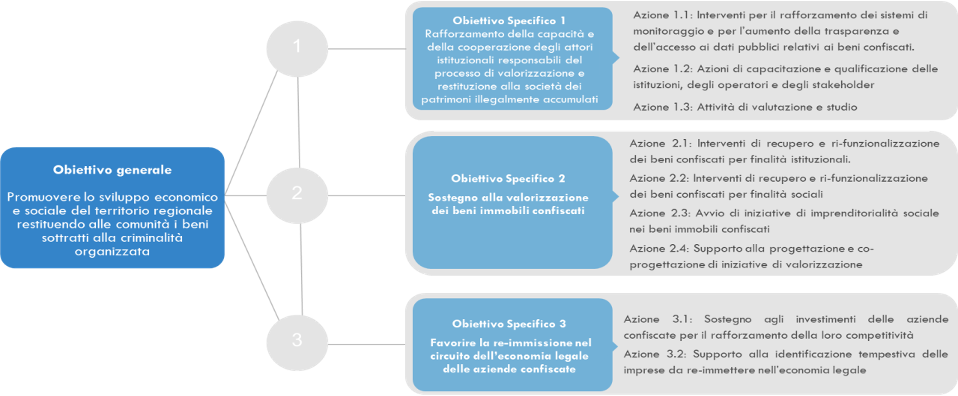 Obiettivo generale
Promuovere lo sviluppo economico
e sociale del territorio regionale
restituendo alle comunità i beni
sottratti alla criminalità
organizzata
1
Obiettivo Specifico 1
Rafforzamento della capacità e
della cooperazione degli attori
istituzionali responsabili del
processo di valorizzazione e
restituzione alla società dei
patrimoni illegalmente accumulati
Azione 1.1: Interventi per il rafforzamento dei sistemi di
monitoraggio e per l'aumento della trasparenza e
dell'accesso ai dati pubblici relativi ai beni confiscati.
Azione 1.2: Azioni di capacitazione e qualificazione delle
istituzioni, degli operatori e degli stakeholder
Azione 1.3: Attività di valutazione e studio
2
Obiettivo Specifico 2
Sostegno alla valorizzazione
dei beni immobili confiscati
Azione 2.1: Interventi di recupero e ri-funzionalizzazione
dei beni confiscati per finalità istituzionali.
Azione 2.2: Interventi di recupero e ri-funzionalizzazione
dei beni confiscati per finalità sociali
Azione 2.3: Avvio di iniziative di imprenditorialità sociale
nei beni immobili confiscati
Azione 2.4: Supporto alla progettazione e co-
progettazione di iniziative di valorizzazione
3
Obiettivo Specifico 3
Favorire la re-immissione nel
circuito dell'economia legale
delle aziende confiscate
Azione 3.1: Sostegno agli investimenti delle aziende
confiscate per il rafforzamento della loro competitività
Azione 3.2: Supporto alla identificazione tempestiva delle
imprese da re-immettere nell'economia legale